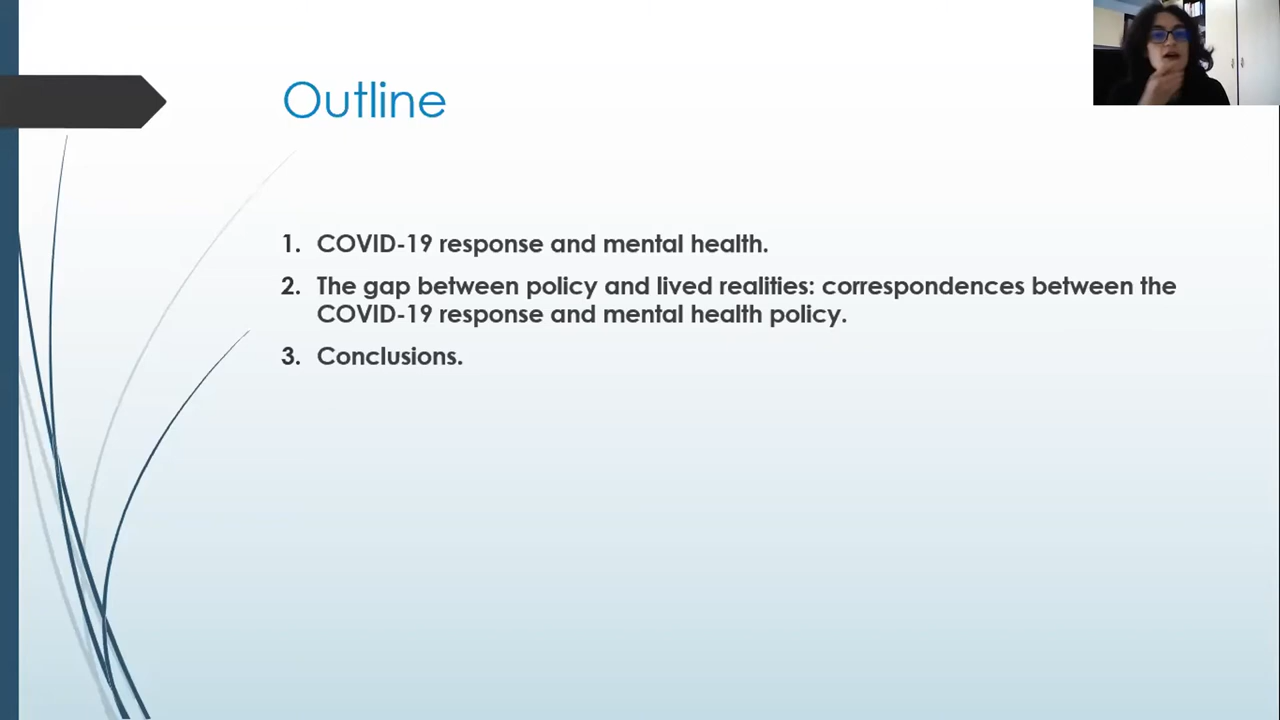 Outline
1. COVID-19 response and mental health.
2. The gap between policy and lived realities: correspondences between the
COVID-19 response and mental health policy.
3. Conclusions.